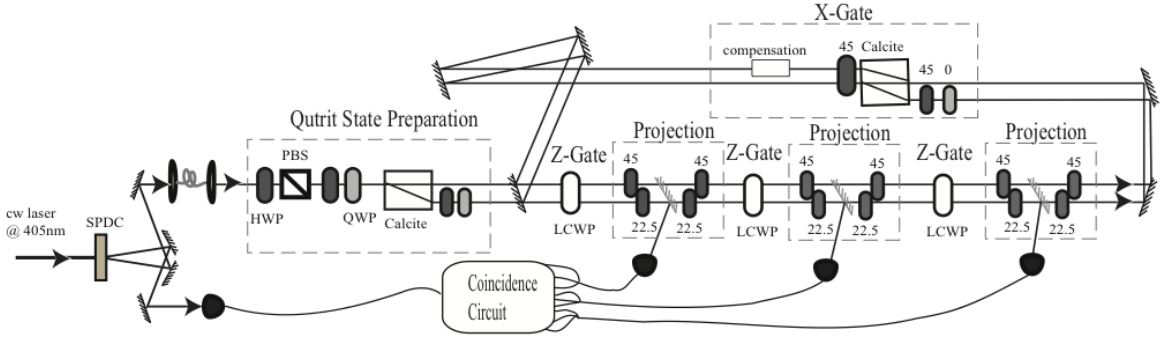 X-Gate
compensation
45
Calcite
45 0
Qutrit State Preparation
PBS
HWP
QWP
Calcite
cw laser
@ 405nm
SPDC
Z-Gate
LCWP
Projection
45 45
22.5 22.5
Z-Gate
LCWP
Projection
45 45
22.5 22.5
Z-Gate
LCWP
Projection
45 45
22.5 22.5
Coincidence
Circuit